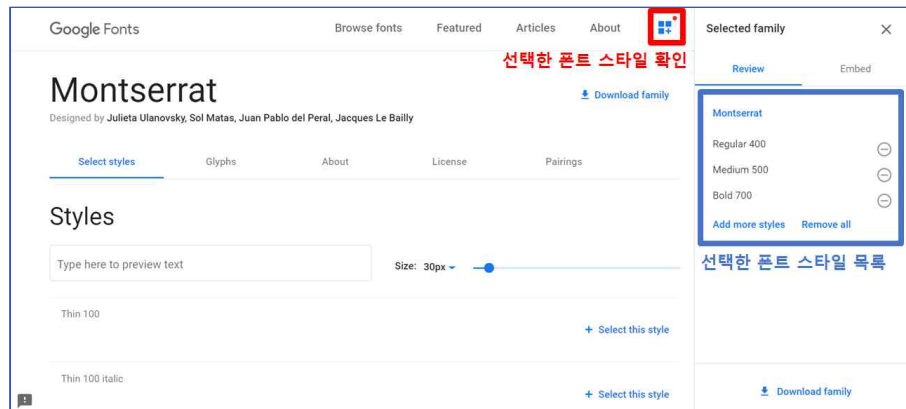 Google Fonts
Browse fonts
Featured
Articles
About
선택한 폰트 스타일 확인
Montserrat
Download family
Designed by Julieta Ulanovsky, Sol Matas, Juan Pablo del Peral, Jacques Le Bailly
Select styles
Glyphs
About
License
Pairings
Styles
Type here to preview text
Size: 30px
Thin 100
+ Select this style
Thin 100 italic
+ Select this style
Selected family
Review
Embed
Montserrat
Regular 400
Medium 500
Bold 700
Add more styles
Remove all
선택한 폰트 스타일 목록
Download family